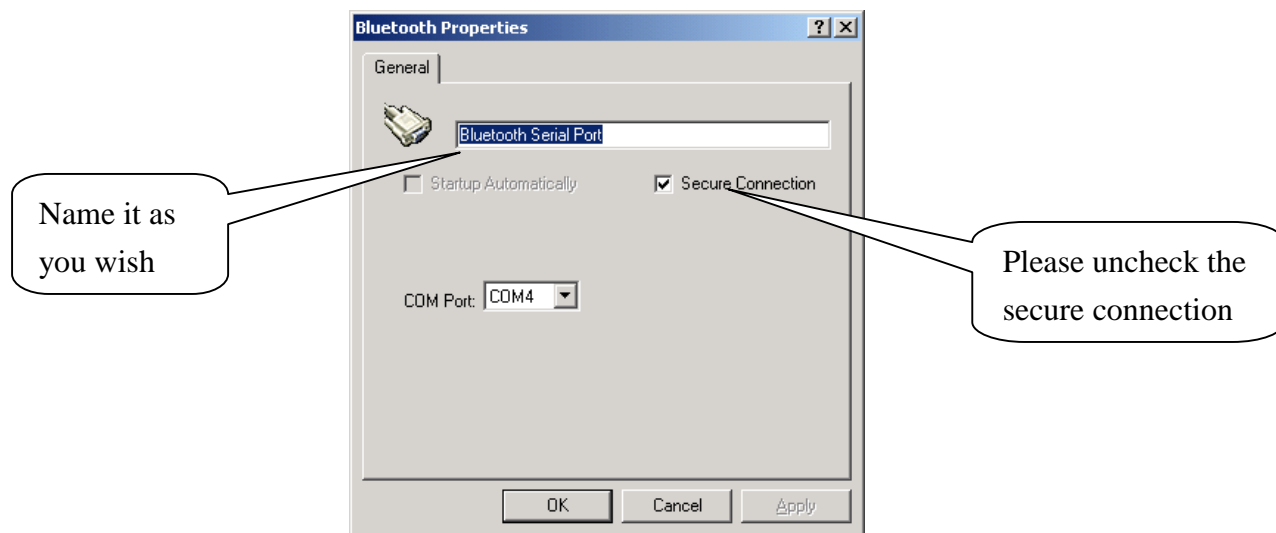 Bluetooth Properties
General
Bluetooth Serial Port
Startup Automatically
Secure Connection
Name it as
you wish
Please uncheck the
secure connection
COM Port: COM4
OK
Cancel
Apply